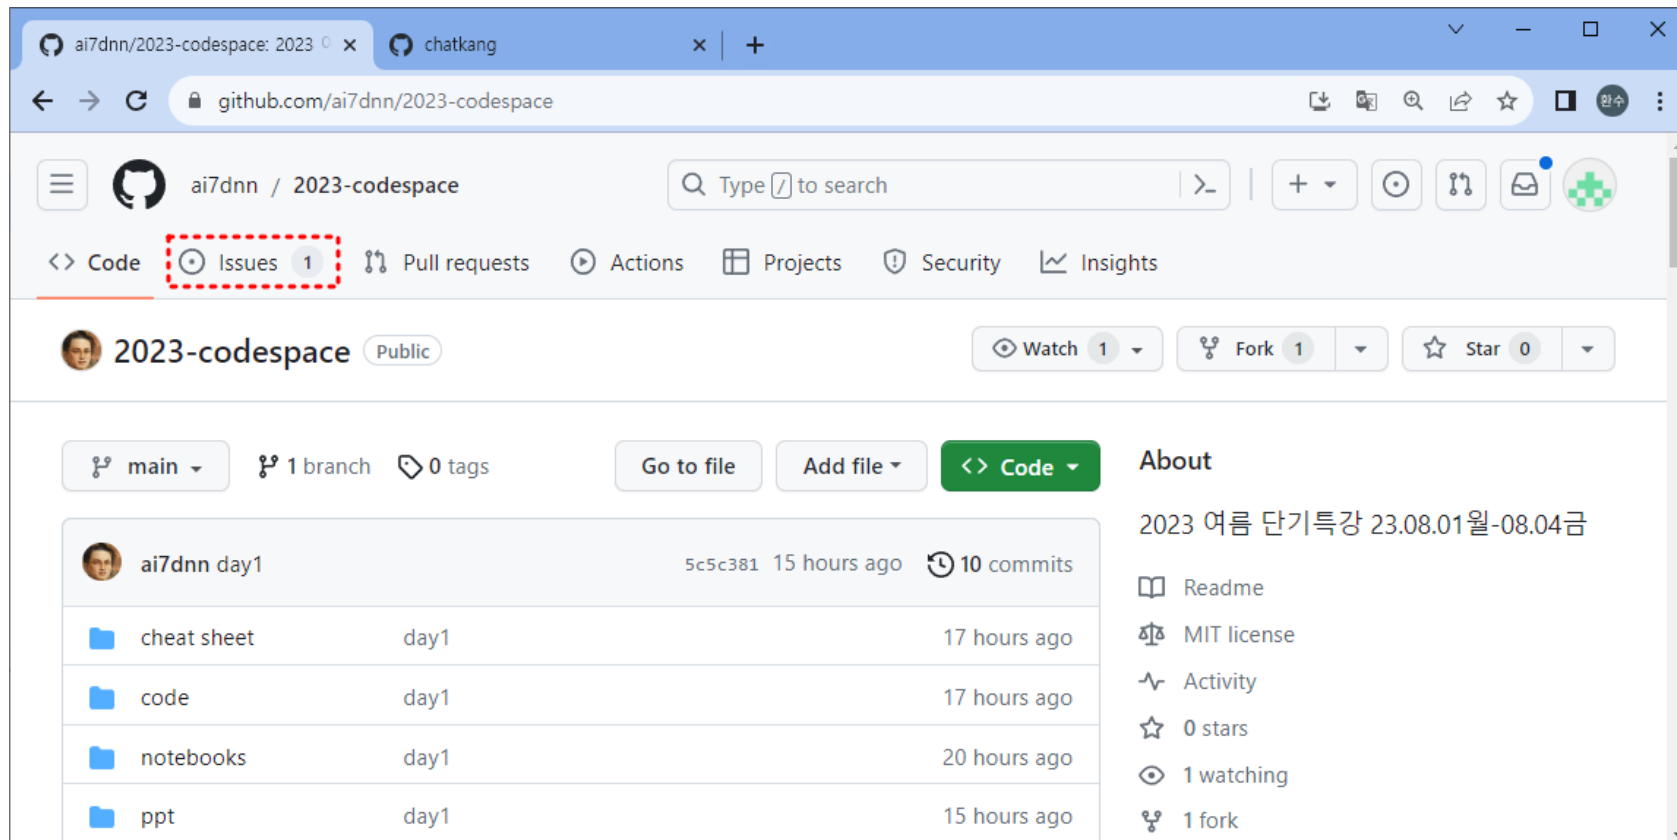 ai7dnn/2023-codespace: 2023
chatkang
github.com/ai7dnn/2023-codespace
환수
ai7dnn / 2023-codespace
Type / to search
Code
Issues 1
Pull requests
Actions
Projects
Security
Insights
2023-codespace Public
Watch 1
Fork 1
Star 0
main
1 branch
0 tags
Go to file
Add file
Code
ai7dnn day1 5c5c381 15 hours ago 10 commits
cheat sheet day1 17 hours ago
code day1 17 hours ago
notebooks day1 20 hours ago
ppt day1 15 hours ago
About
2023 여름 단기특강 23.08.01월-08.04금
Readme
MIT license
Activity
0 stars
1 watching
1 fork